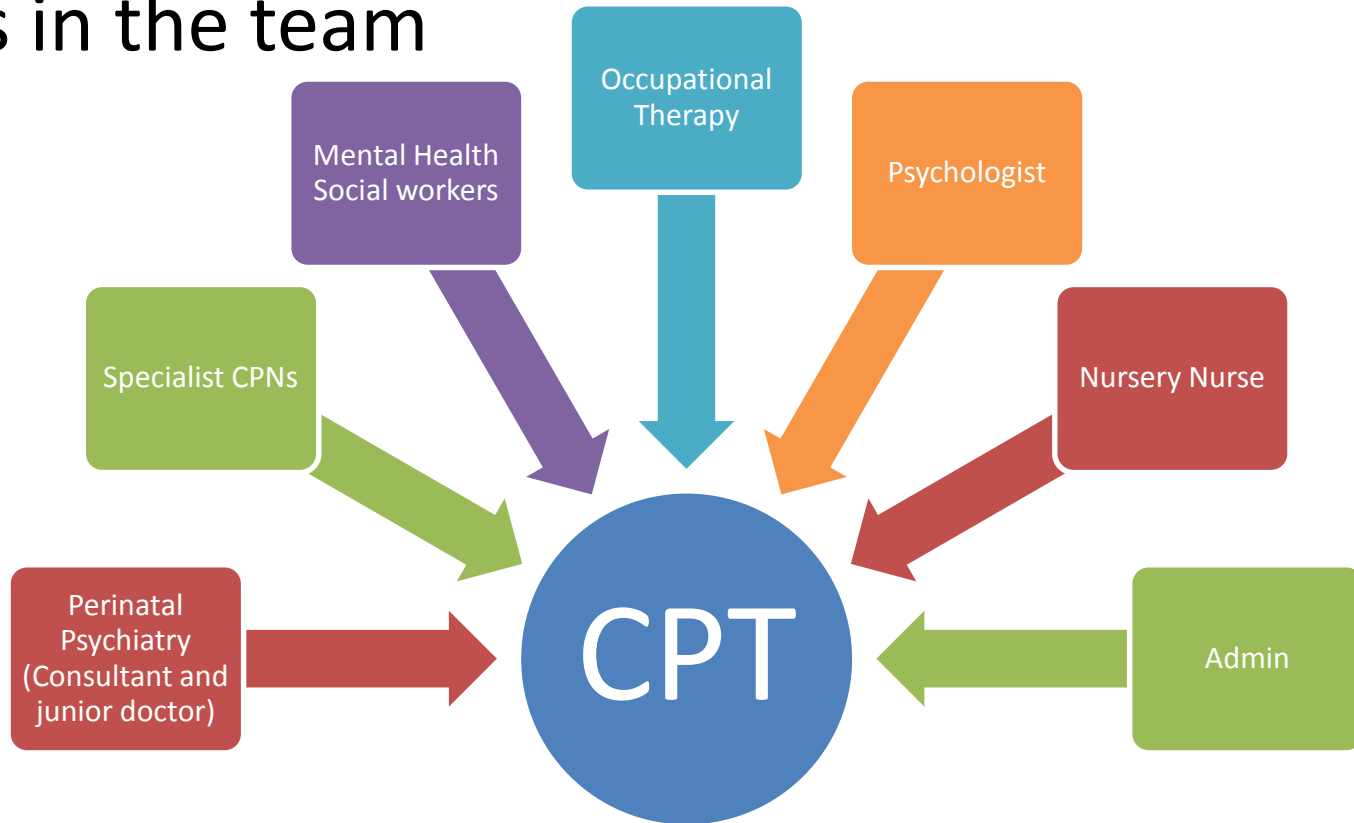 s in the team
Occupational
Therapy
Mental Health
Social workers
Psychologist
Specialist CPNs
Nursery Nurse
Perinatal
Psychiatry
(Consultant and
junior doctor)
CPT
Admin